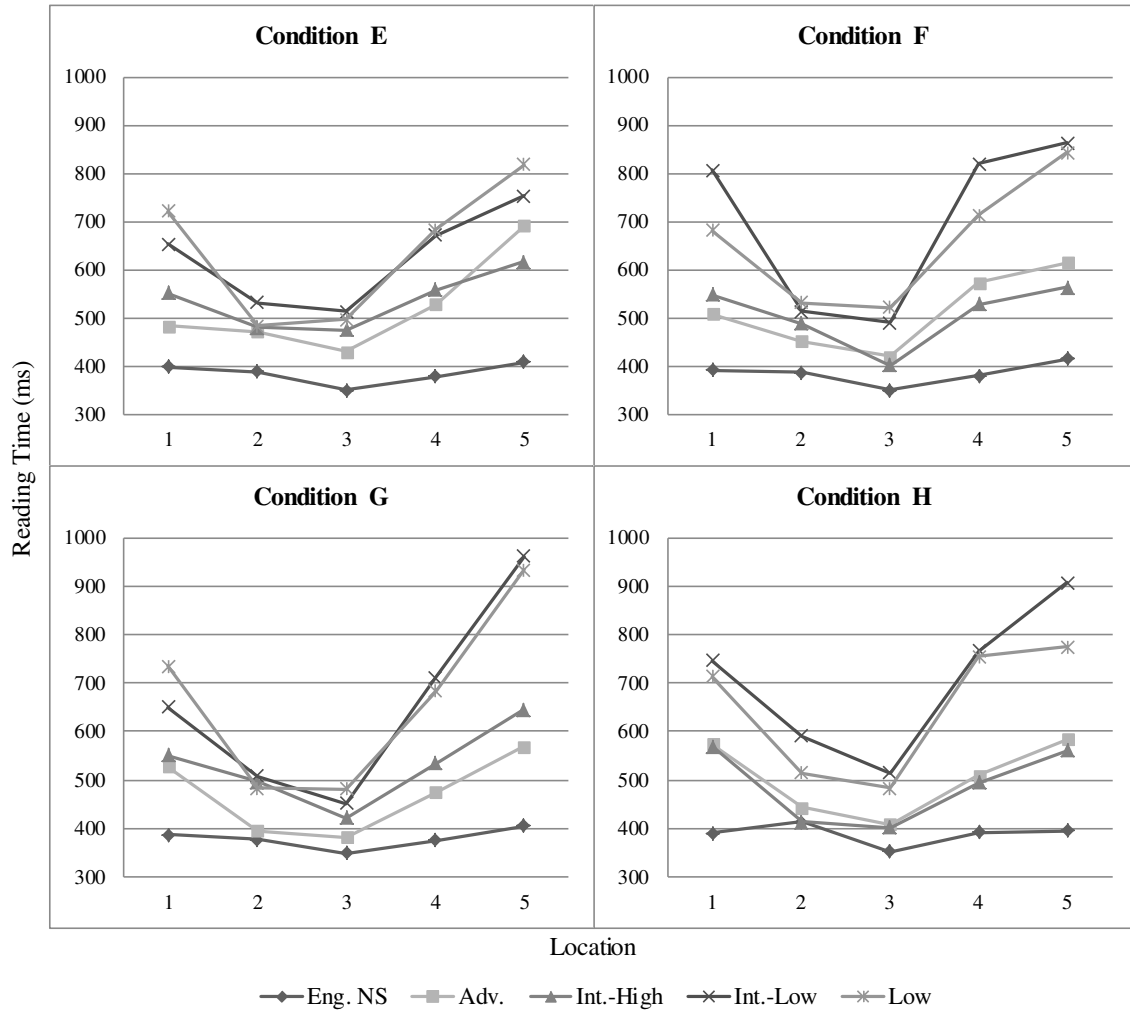 Condition E
1000
900
800
700
600
500
400
300
1 2 3 4 5
Condition F
1000
900
800
700
600
500
400
300
1 2 3 4 5
Reading Time (ms)
Condition G
1000
900
800
700
600
500
400
300
1 2 3 4 5
Condition H
1000
900
800
700
600
500
400
300
1 2 3 4 5
Location
Eng. NS Adv. Int.-High Int.-Low Low